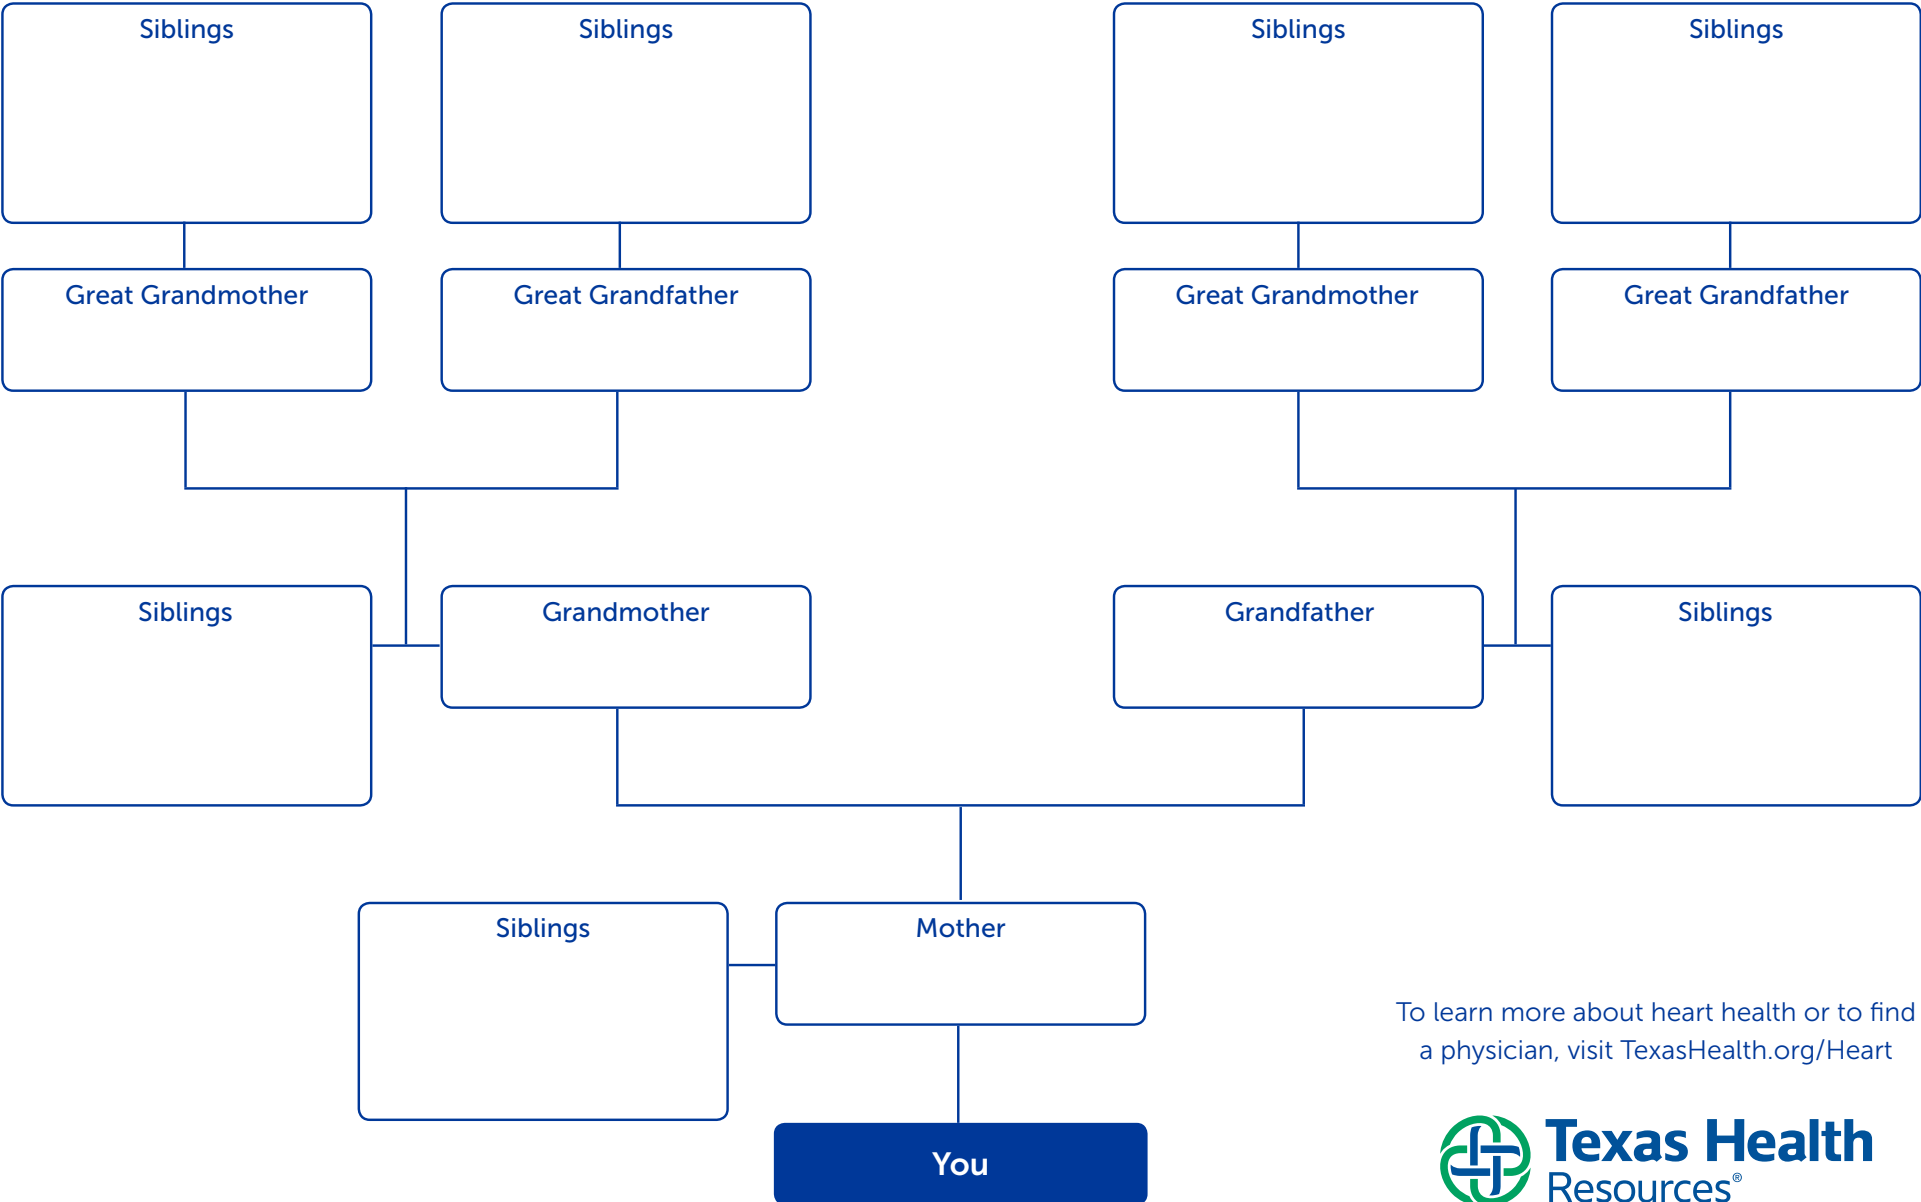 Siblings
Siblings
Siblings
Siblings
Great Grandmother
Great Grandfather
Great Grandmother
Great Grandfather
Siblings
Grandmother
Grandfather
Siblings
Siblings
Mother
To learn more about heart health or to find
a physician, visit TexasHealth.org/Heart
You
Texas Health
Resources®